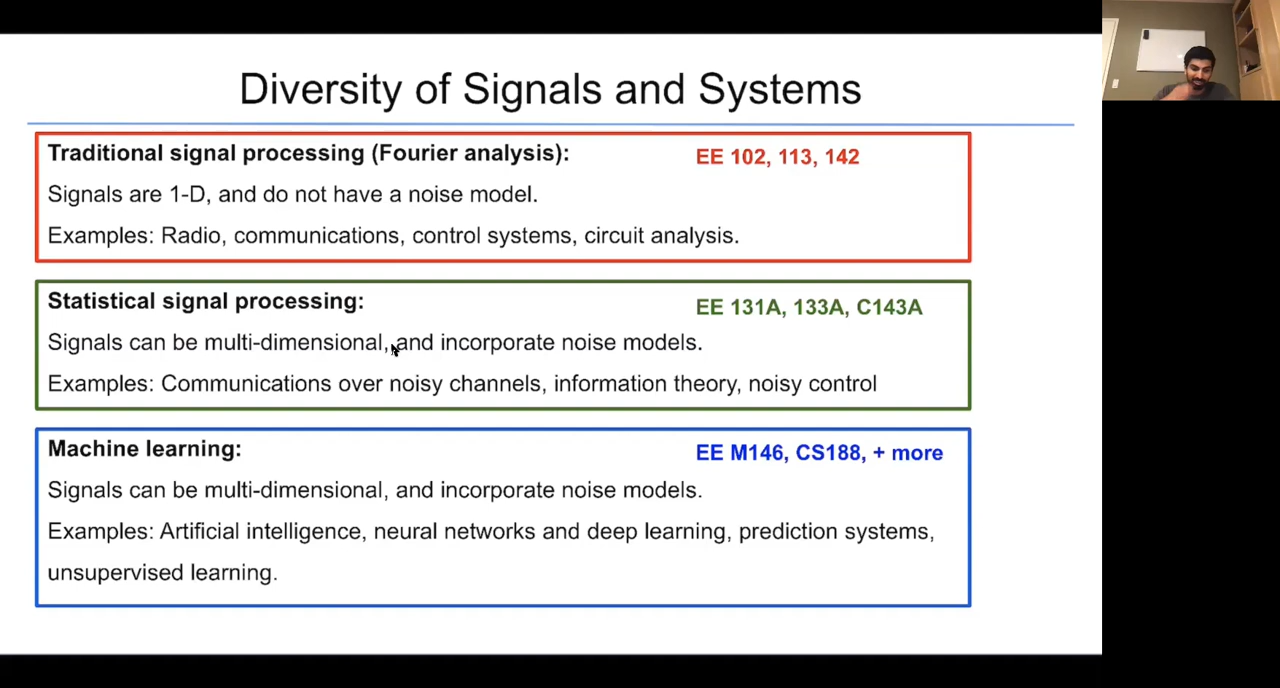 Diversity of Signals and Systems
Traditional signal processing (Fourier analysis): EE 102, 113, 142
Signals are 1-D, and do not have a noise model.
Examples: Radio, communications, control systems, circuit analysis.
Statistical signal processing: EE 131A, 133A, C143A
Signals can be multi-dimensional, and incorporate noise models.
Examples: Communications over noisy channels, information theory, noisy control
Machine learning: EE M146, CS188, + more
Signals can be multi-dimensional, and incorporate noise models.
Examples: Artificial intelligence, neural networks and deep learning, prediction systems,
unsupervised learning.